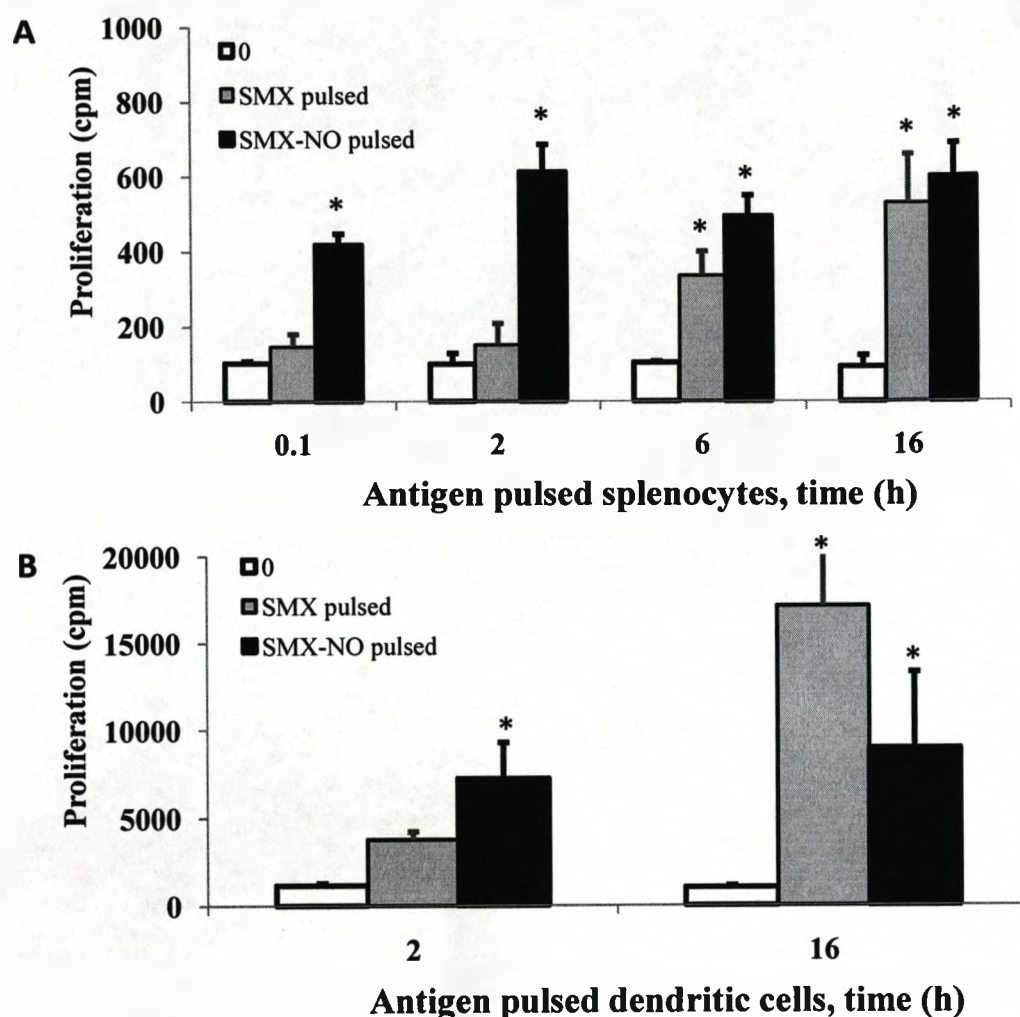 A
1000
800
600
400
200
0
Proliferation (cpm)
0
SMX pulsed
SMX-NO pulsed
*
*
*
*
*
*
0.1 2 6 16
Antigen pulsed splenocytes, time (h)
B
20000
15000
10000
5000
0
Proliferation (cpm)
0
SMX pulsed
SMX-NO pulsed
*
*
*
2 16
Antigen pulsed dendritic cells, time (h)